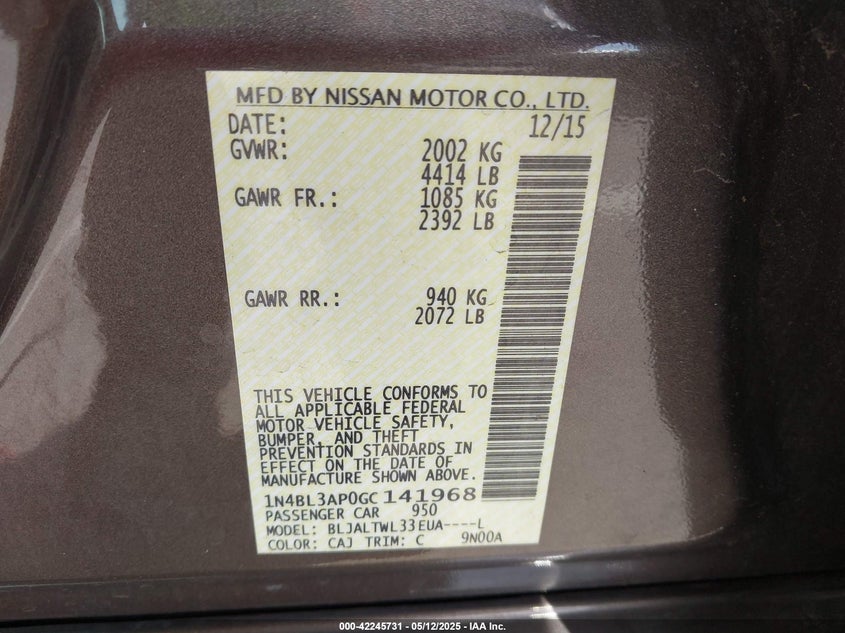 MFD BY NISSAN MOTOR CO., LTD.
DATE: 12/15
GVWR: 2002 KG
4414 LB
GAWR FR.: 1085 KG
2392 LB
GAWR RR.: 940 KG
2072 LB
THIS VEHICLE CONFORMS TO
ALL APPLICABLE FEDERAL
MOTOR VEHICLE SAFETY,
BUMPER, AND THEFT
PREVENTION STANDARDS IN
EFFECT ON THE DATE OF
MANUFACTURE SHOWN ABOVE.
1N4BL3AP0GC141968
PASSENGER CAR 950
MODEL: BLJALTWL33EUA----L
COLOR: CAJ TRIM: C 9N00A
000-42245731 - 05/12/2025 - IAA Inc.